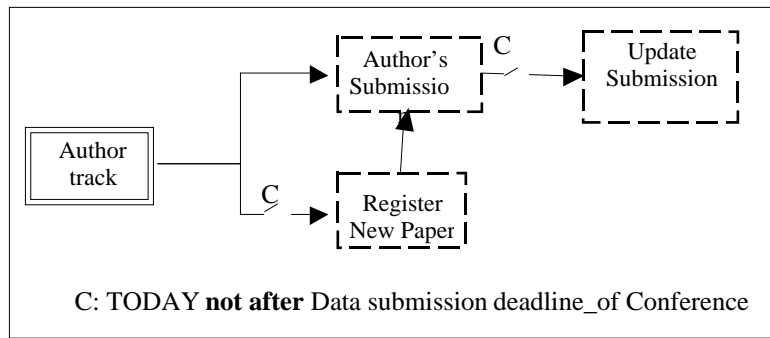 Author's
Submissio
C
Update
Submission
Author
track
C
Register
New Paper
C: TODAY not after Data submission deadline_of Conference